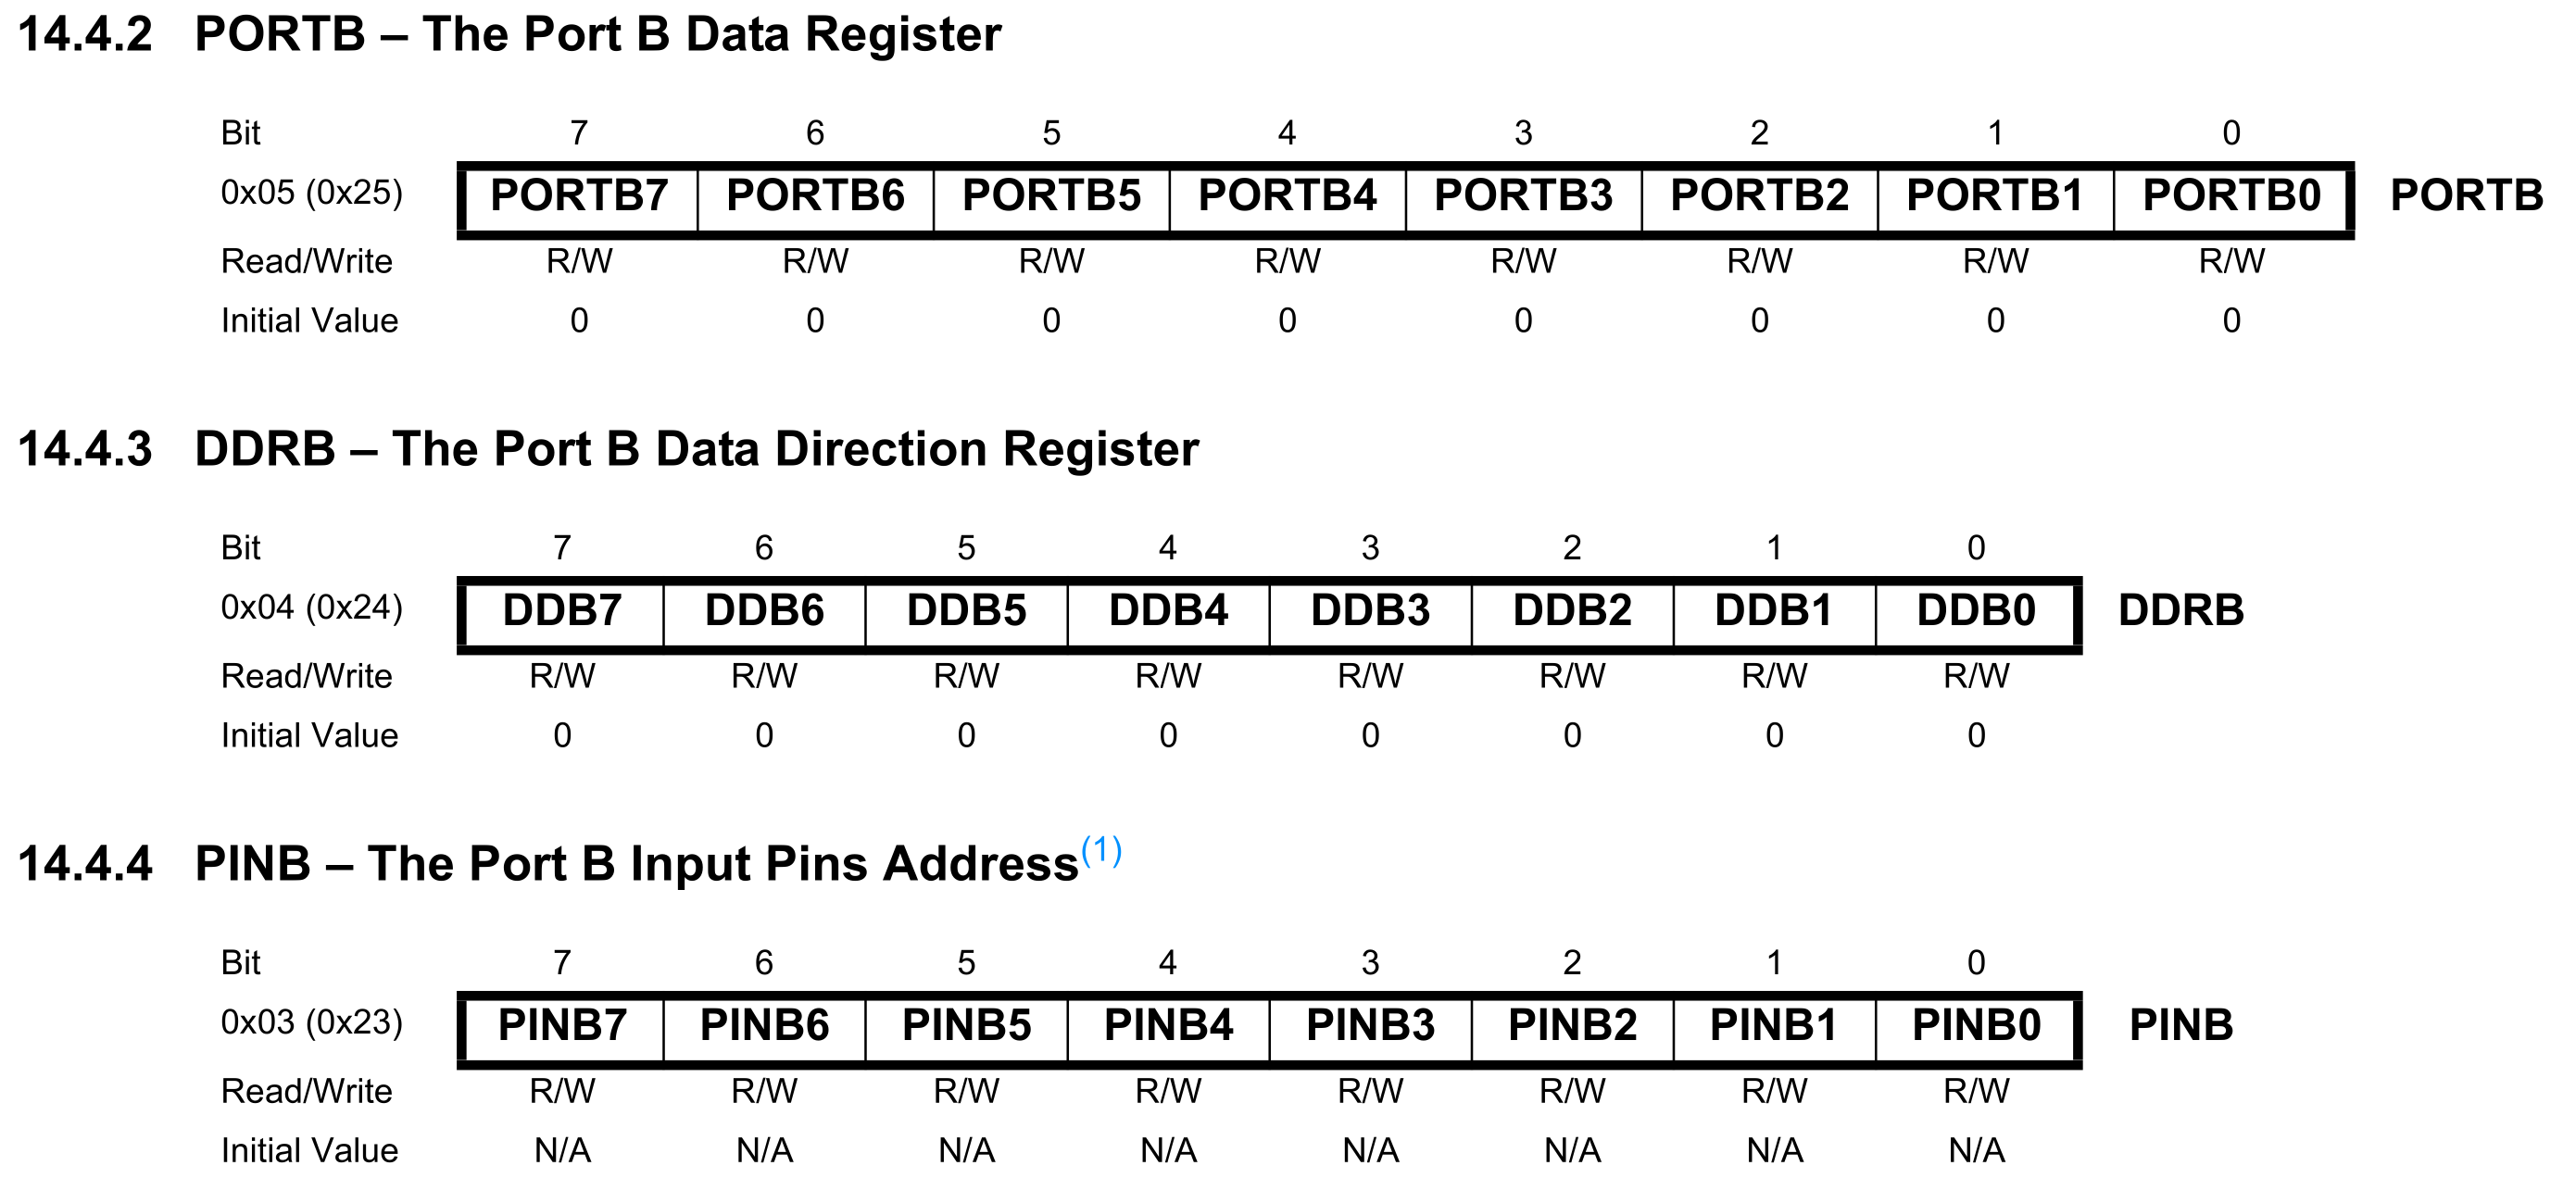 14.4.2 PORTB – The Port B Data Register
Bit 7 6 5 4 3 2 1 0
0x05 (0x25) PORTB7 PORTB6 PORTB5 PORTB4 PORTB3 PORTB2 PORTB1 PORTB0 PORTB
Read/Write R/W R/W R/W R/W R/W R/W R/W R/W
Initial Value 0 0 0 0 0 0 0 0
14.4.3 DDRB – The Port B Data Direction Register
Bit 7 6 5 4 3 2 1 0
0x04 (0x24) DDB7 DDB6 DDB5 DDB4 DDB3 DDB2 DDB1 DDB0 DDRB
Read/Write R/W R/W R/W R/W R/W R/W R/W R/W
Initial Value 0 0 0 0 0 0 0 0
14.4.4 PINB – The Port B Input Pins Address(1)
Bit 7 6 5 4 3 2 1 0
0x03 (0x23) PINB7 PINB6 PINB5 PINB4 PINB3 PINB2 PINB1 PINB0 PINB
Read/Write R/W R/W R/W R/W R/W R/W R/W R/W
Initial Value N/A N/A N/A N/A N/A N/A N/A N/A